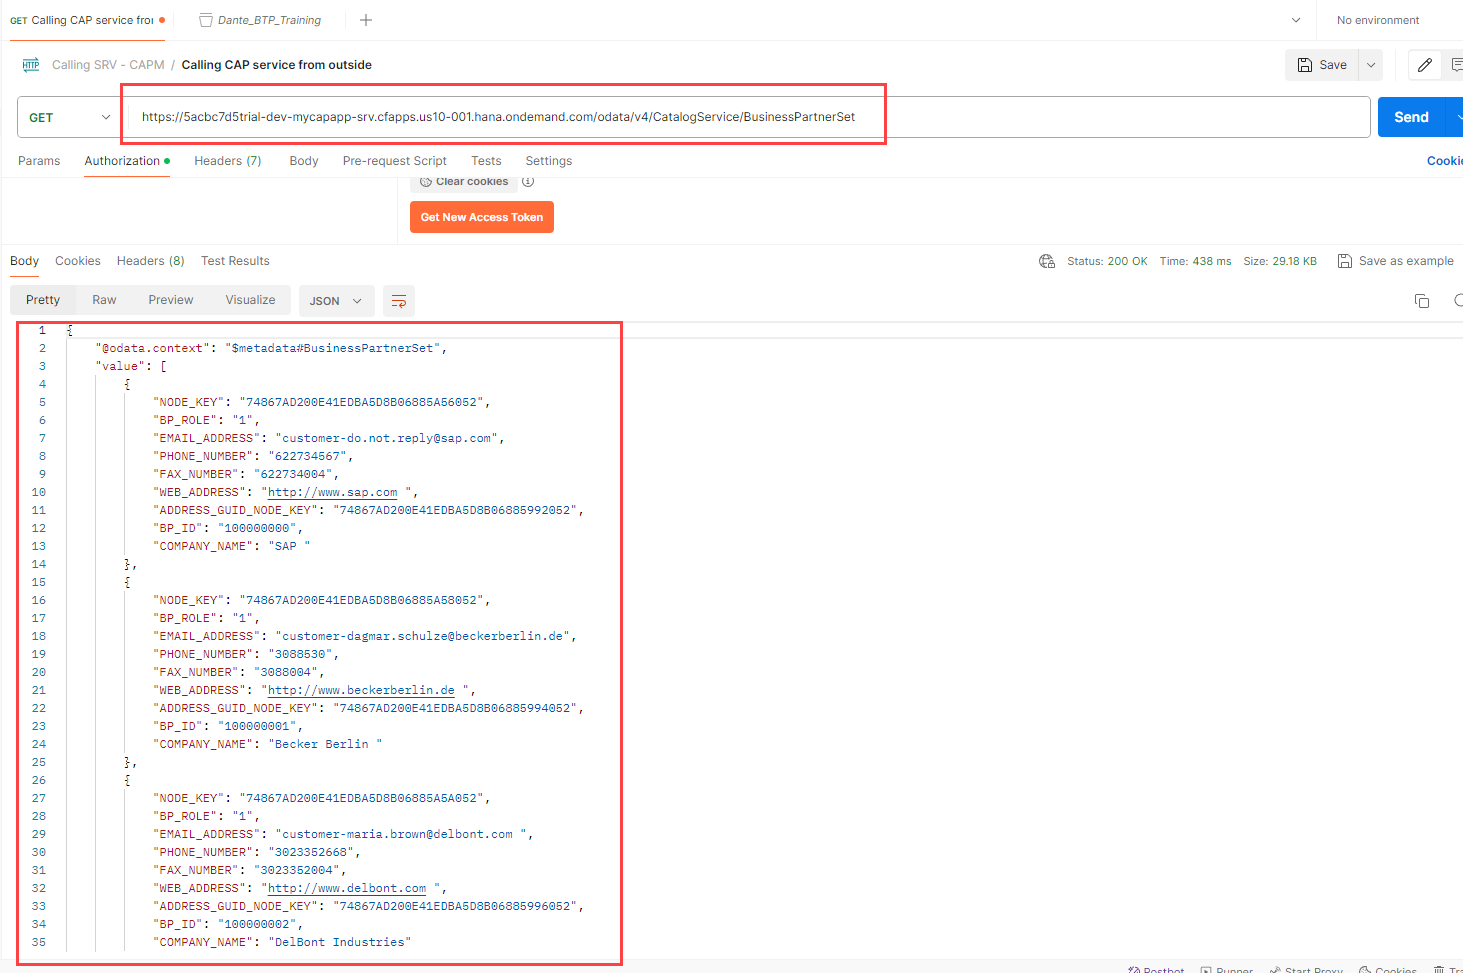 GET Calling CAP service from
Dante_BTP_Training
No environment
HTTP Calling SRV - CAPM / Calling CAP service from outside
Save
GET
https://5acbc7d5trial-dev-mycapapp-srv.cfapps.us10-001.hana.ondemand.com/odata/v4/CatalogService/BusinessPartnerSet
Send
Params Authorization Headers (7) Body Pre-request Script Tests Settings
Cookie
Clear cookies
Get New Access Token
Body Cookies Headers (8) Test Results
Status: 200 OK Time: 438 ms Size: 29.18 KB Save as example
Pretty Raw Preview Visualize JSON
1 {
2 "@odata.context": "$metadata#BusinessPartnerSet",
3 "value": [
4 {
5 "NODE_KEY": "74867AD200E41EDBA5D8B06885A56052",
6 "BP_ROLE": "1",
7 "EMAIL_ADDRESS": "customer-do.not.reply@sap.com",
8 "PHONE_NUMBER": "622734567",
9 "FAX_NUMBER": "622734004",
10 "WEB_ADDRESS": "http://www.sap.com ",
11 "ADDRESS_GUID_NODE_KEY": "74867AD200E41EDBA5D8B06885992052",
12 "BP_ID": "100000000",
13 "COMPANY_NAME": "SAP "
14 },
15 {
16 "NODE_KEY": "74867AD200E41EDBA5D8B06885A58052",
17 "BP_ROLE": "1",
18 "EMAIL_ADDRESS": "customer-dagmar.schulze@beckerberlin.de",
19 "PHONE_NUMBER": "3088530",
20 "FAX_NUMBER": "3088004",
21 "WEB_ADDRESS": "http://www.beckerberlin.de ",
22 "ADDRESS_GUID_NODE_KEY": "74867AD200E41EDBA5D8B06885994052",
23 "BP_ID": "100000001",
24 "COMPANY_NAME": "Becker Berlin "
25 },
26 {
27 "NODE_KEY": "74867AD200E41EDBA5D8B06885A5A052",
28 "BP_ROLE": "1",
29 "EMAIL_ADDRESS": "customer-maria.brown@delbont.com ",
30 "PHONE_NUMBER": "3023352668",
31 "FAX_NUMBER": "3023352004",
32 "WEB_ADDRESS": "http://www.delbont.com ",
33 "ADDRESS_GUID_NODE_KEY": "74867AD200E41EDBA5D8B06885996052",
34 "BP_ID": "100000002",
35 "COMPANY_NAME": "DelBont Industries"
Postbot Runner Start Proxy Cookies Tra